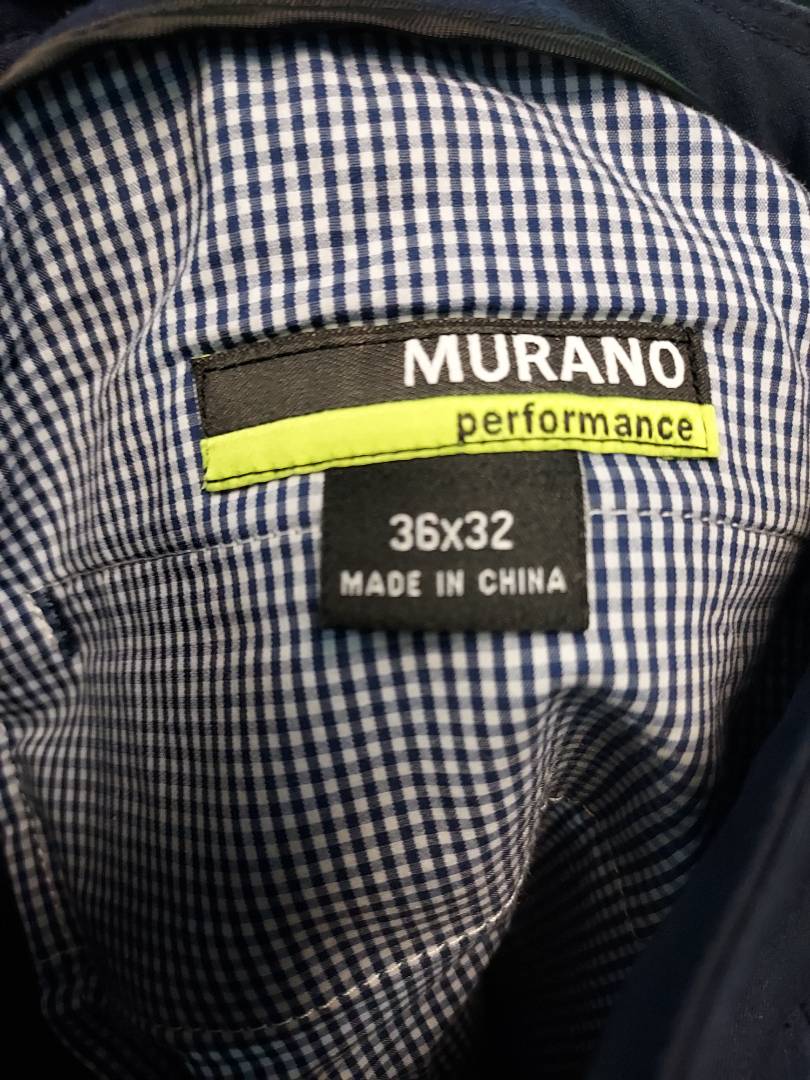 MURANO
performance
36x32
MADE IN CHINA